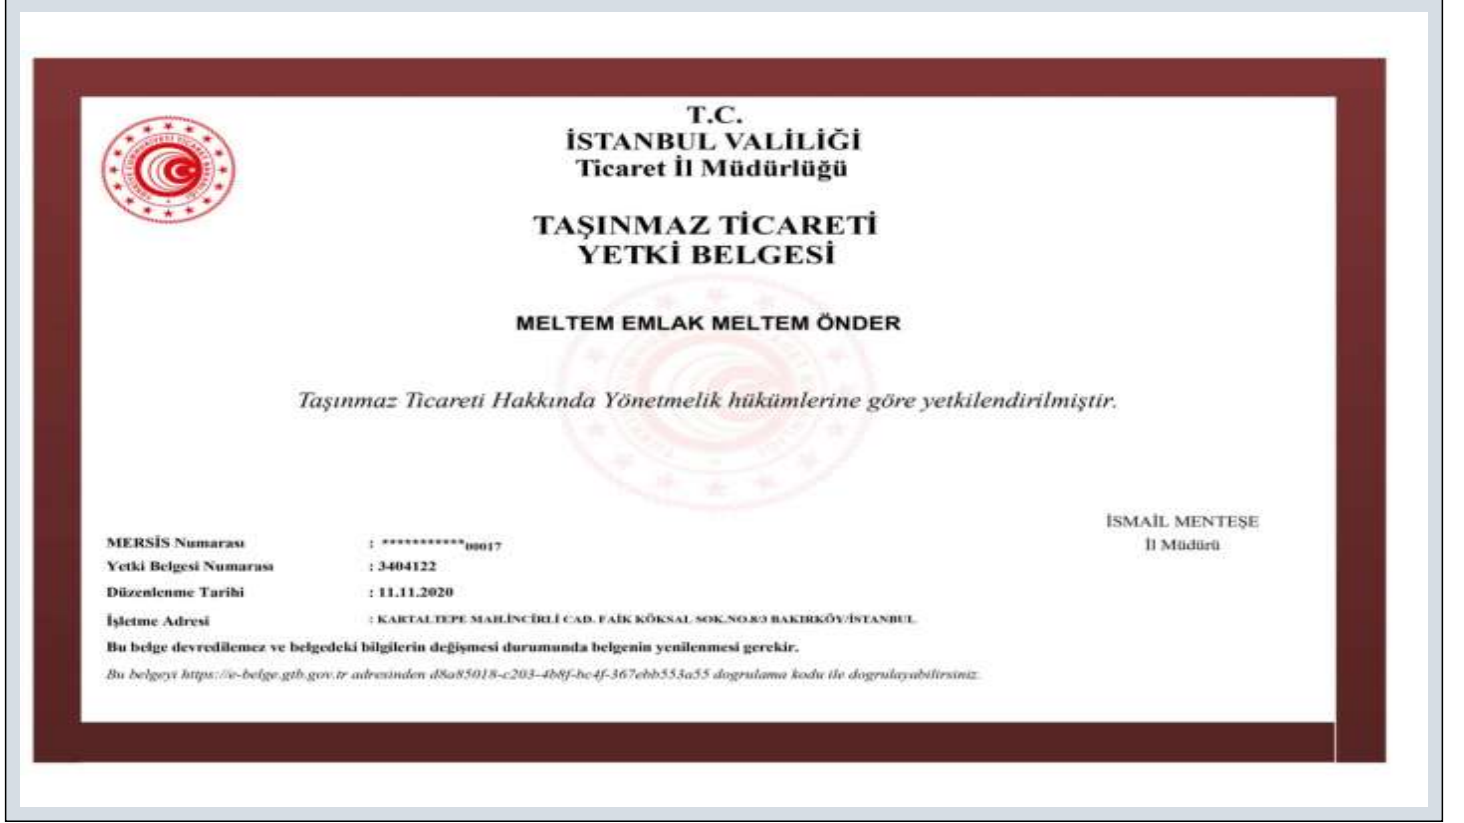 T.C.
İSTANBUL VALİLİĞİ
Ticaret İl Müdürlüğü
TAŞINMAZ TİCARETİ
YETKİ BELGESİ
MELTEM EMLAK MELTEM ÖNDER
Taşınmaz Ticareti Hakkında Yönetmelik hükümlerine göre yetkilendirilmiştir.
İSMAİL MENTEŞE
İl Müdürü
MERSİS Numarası : ***********00017
Yetki Belgesi Numarası : 3404122
Düzenlenme Tarihi : 11.11.2020
İşletme Adresi : KARTALTEPE MAH.İNCİRLİ CAD. FAİK KÖKSAL SOK.NO.8/3 BAKIRKÖY/İSTANBUL
Bu belge devredilemez ve belgedeki bilgilerin değişmesi durumunda belgenin yenilenmesi gerekir.
Bu belgeyi https://e-belge.gtb.gov.tr adresinden d8a85018-c203-4b8f-bc4f-367ebb553a55 dogrulama kodu ile dogrulayabilirsiniz.